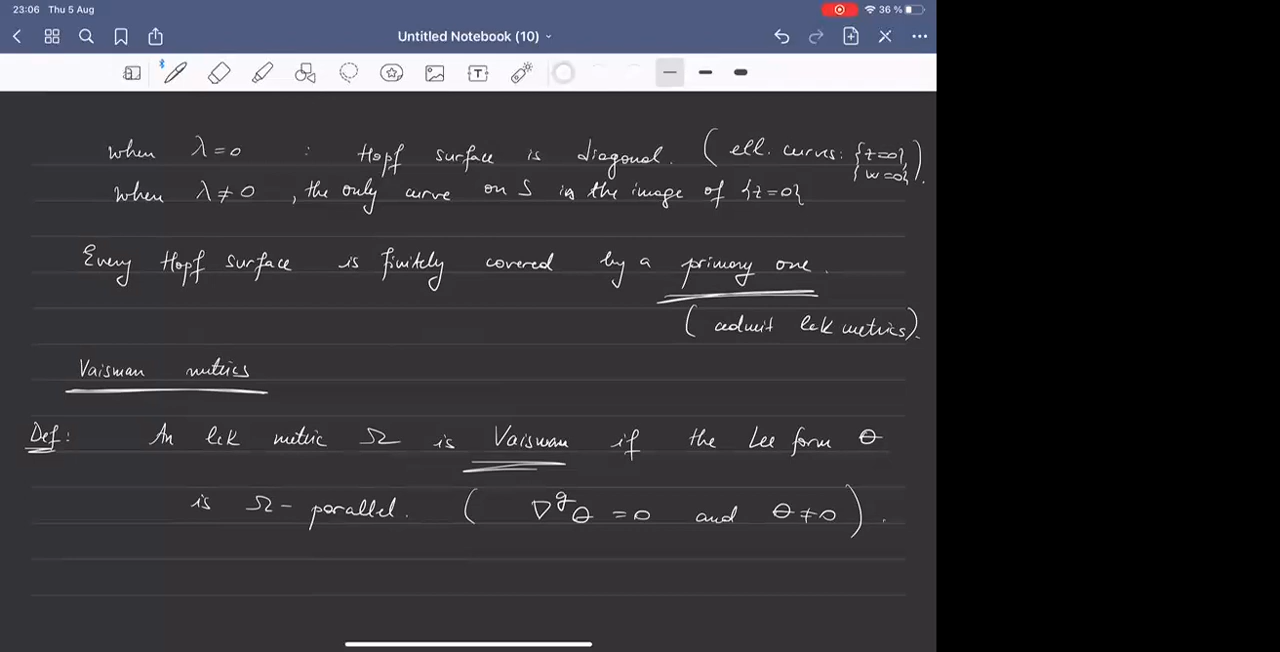 23:06 Thu 5 Aug
36 %
Untitled Notebook (10)
when λ=0 : Hopf surface is diagonal. (ell. curves: {z=0}, {w=0}).
when λ≠0, the only curve on S is the image of {z=0}
Every Hopf surface is finitely covered by a primary one.
(admit lck metrics).
Vaisman metrics
Def: An lck metric Ω is Vaisman if the Lee form θ
is Ω-parallel. ( ∇^g θ = 0 and θ≠0 ).